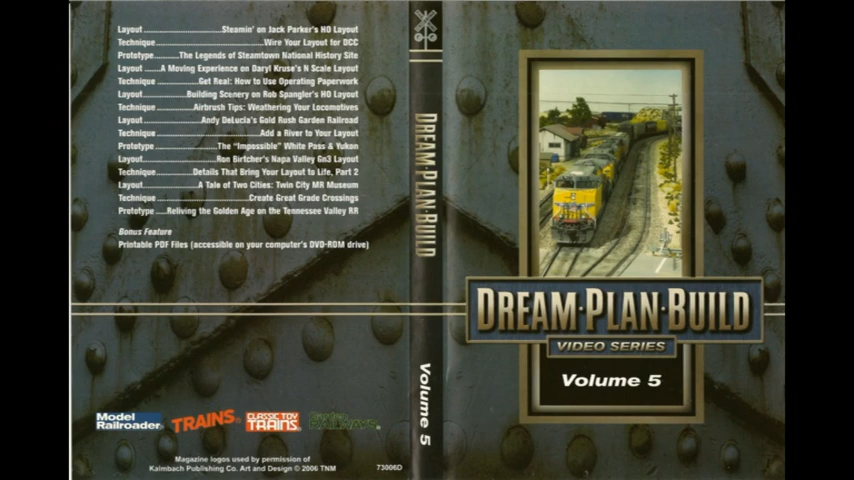 Layout..............................Steamin' on Jack Parker's HO Layout
Technique..........................................Wire Your Layout for DCC
Prototype..............The Legends of Steamtown National History Site
Layout .......A Moving Experience on Daryl Kruse's N Scale Layout
Technique.................Get Real: How to Use Operating Paperwork
Layout..................Building Scenery on Rob Spangler's HO Layout
Technique...............Airbrush Tips: Weathering Your Locomotives
Layout.......................Andy DeLucia's Gold Rush Garden Railroad
Technique.........................................Add a River to Your Layout
Prototype .........................The "Impossible" White Pass & Yukon
Layout..............................Ron Birtcher's Napa Valley Gn3 Layout
Technique...............Details That Bring Your Layout to Life, Part 2
Layout......................A Tale of Two Cities: Twin City MR Museum
Technique.....................................Create Great Grade Crossings
Prototype .....Reliving the Golden Age on the Tennessee Valley RR
Bonus Feature
Printable PDF Files (accessible on your computer's DVD-ROM drive)
Model
Railroader
TRAINS
CLASSIC TOY
TRAINS
Garden
RAILWAYS
Magazine logos used by permission of
Kalmbach Publishing Co. Art and Design © 2006 TNM
73006D
DREAM·PLAN·BUILD
Volume 5
DREAM·PLAN·BUILD
VIDEO SERIES
Volume 5